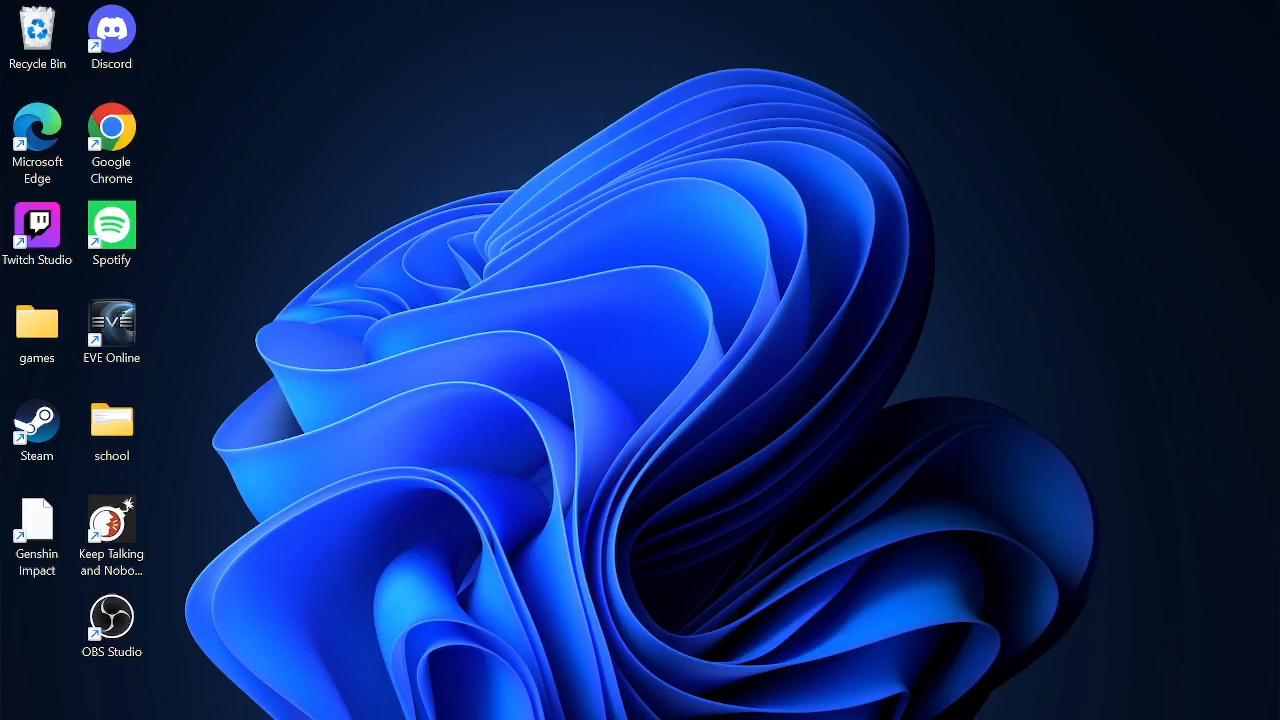 Recycle Bin
Discord
Microsoft
Edge
Google
Chrome
Twitch Studio
Spotify
games
EVE
EVE Online
Steam
school
Genshin
Impact
Keep Talking
and Nobo...
OBS Studio